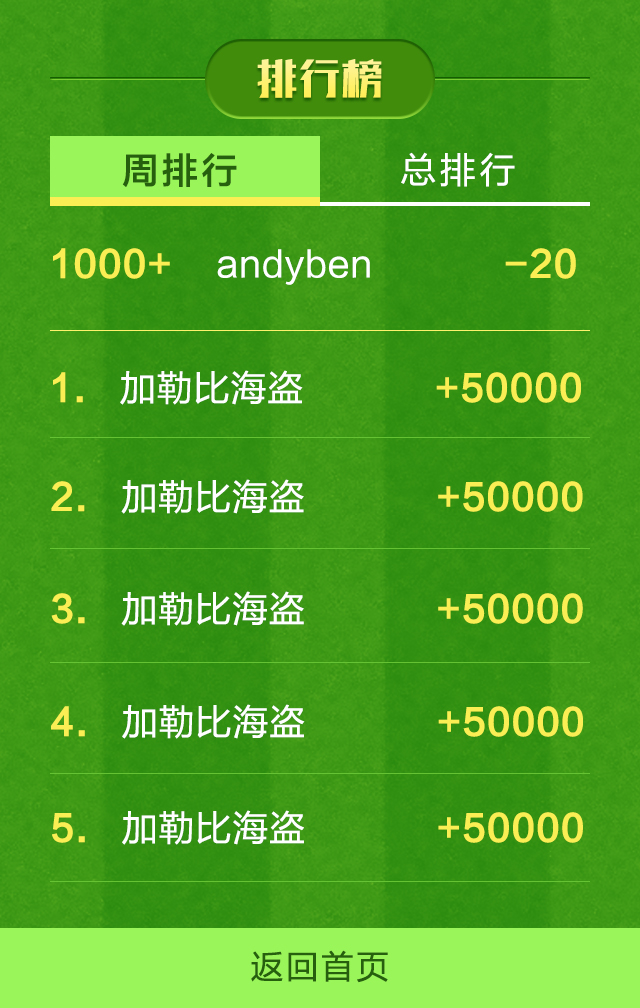 排行榜
周排行 总排行
1000+ andyben -20
1. 加勒比海盗 +50000
2. 加勒比海盗 +50000
3. 加勒比海盗 +50000
4. 加勒比海盗 +50000
5. 加勒比海盗 +50000
返回首页